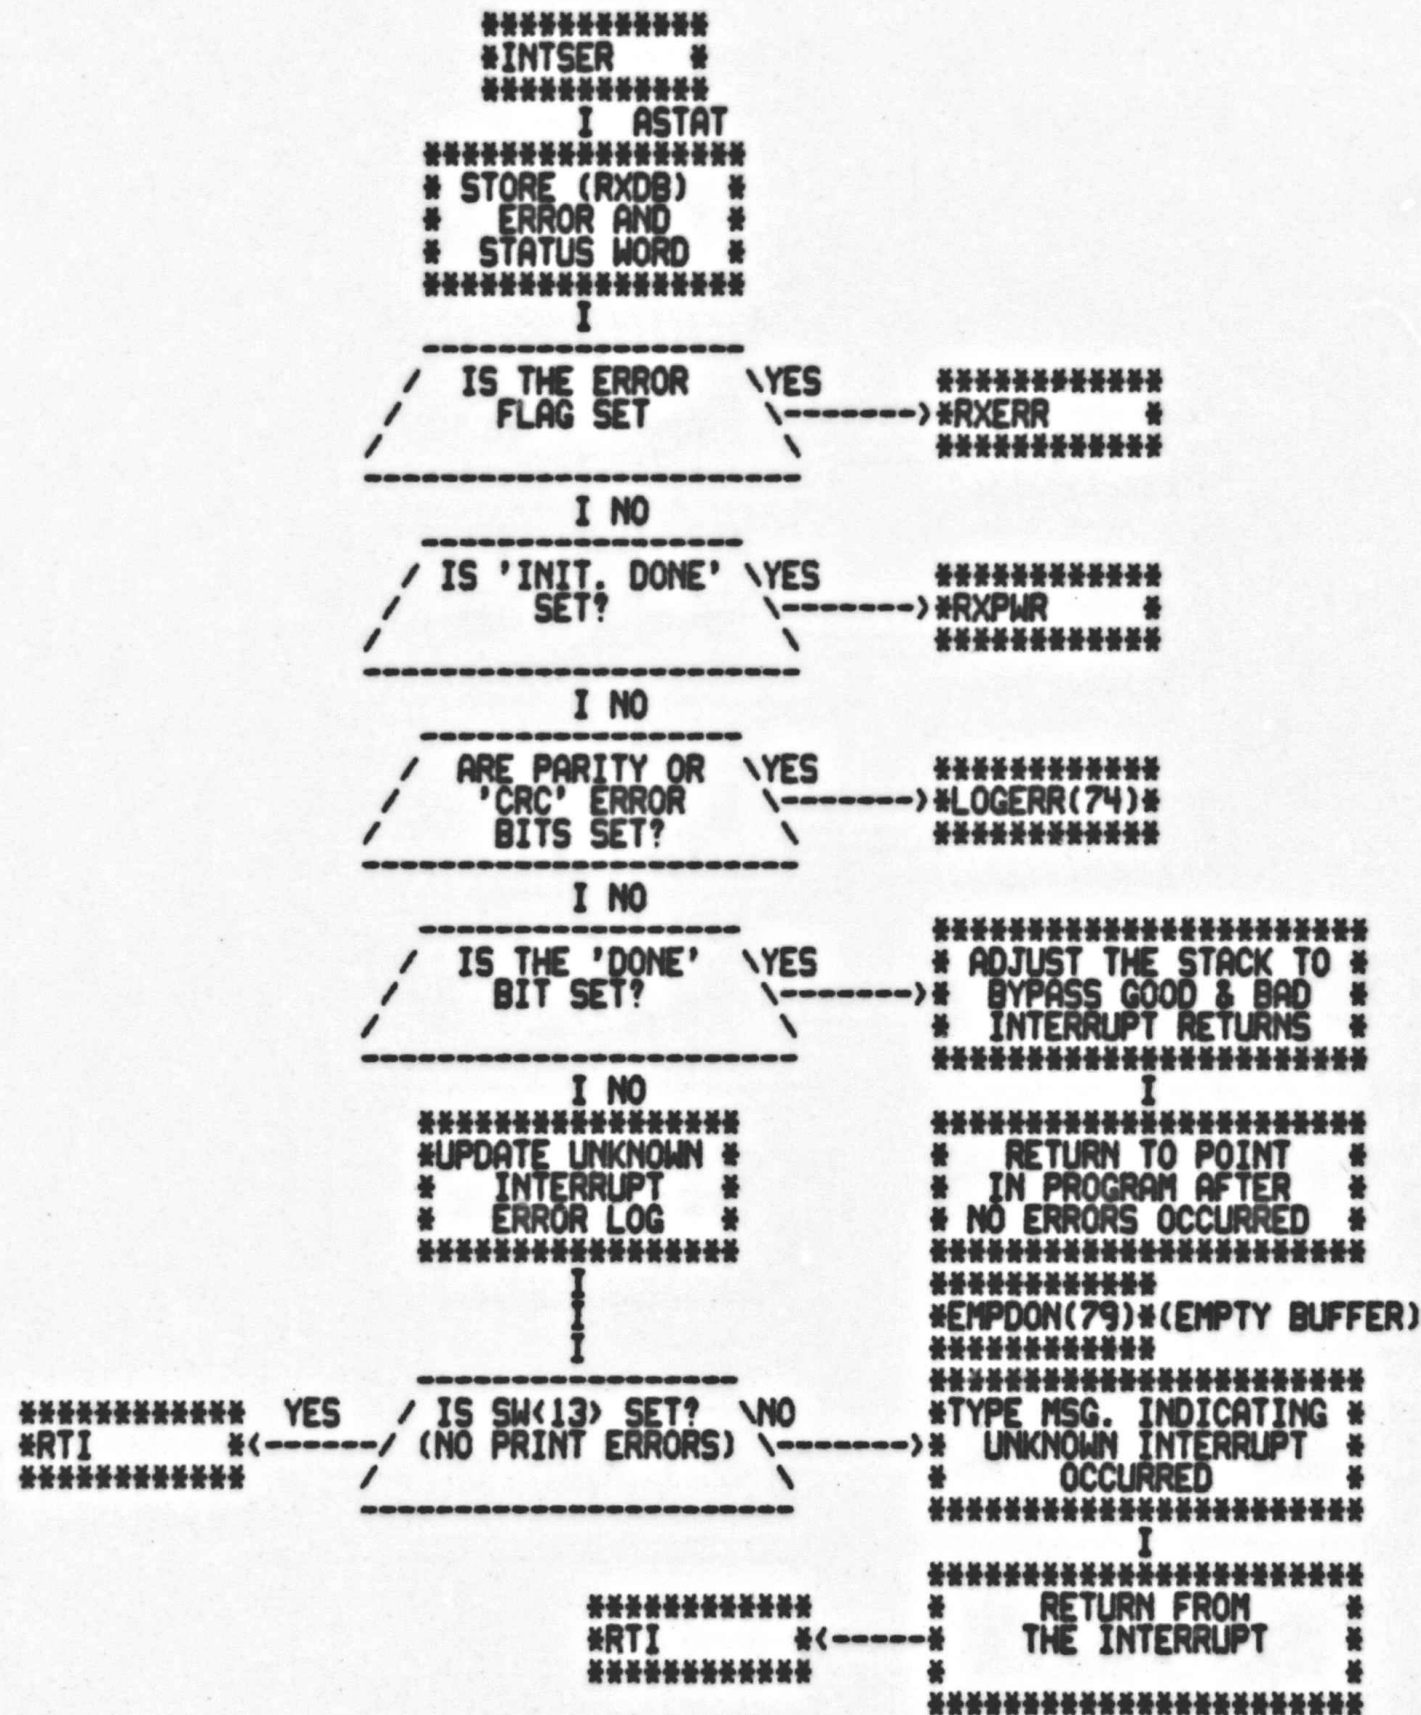 ************
*INTSER    *
************
I  ASTAT
*****************
* STORE (RXDB)  *
*   ERROR AND   *
*  STATUS WORD  *
*****************
I
-----------------
/  IS THE ERROR   \YES     ************
/     FLAG SET      \------->*RXERR     *
/                     \      ************
-----------------------
I NO
-----------------
/ IS 'INIT. DONE' \YES     ************
/       SET?        \------->*RXPWR     *
/                     \      ************
-----------------------
I NO
-----------------
/  ARE PARITY OR  \YES     ************
/    'CRC' ERROR    \------->*LOGERR(74)*
/      BITS SET?      \      ************
-----------------------
I NO
-----------------          ***********************
/  IS THE 'DONE'  \YES      * ADJUST THE STACK TO *
/     BIT SET?      \------->*  BYPASS GOOD & BAD  *
/                     \      *  INTERRUPT RETURNS  *
-----------------------      ***********************
I NO                         I
*****************          ***********************
*UPDATE UNKNOWN *          *   RETURN TO POINT   *
*   INTERRUPT   *          *  IN PROGRAM AFTER   *
*   ERROR LOG   *          * NO ERRORS OCCURRED  *
*****************          ***********************
I                  ************
I                  *EMPDON(79)*(EMPTY BUFFER)
I                  ************
-----------------          ***********************
************  YES   / IS SW<13> SET?  \NO       *TYPE MSG. INDICATING *
*RTI       *<------/ (NO PRINT ERRORS) \------->*  UNKNOWN INTERRUPT  *
************      /                     \      *      OCCURRED       *
-----------------------      ***********************
I
***********************
************      *     RETURN FROM     *
*RTI       *<-----*    THE INTERRUPT    *
************      *                     *
***********************